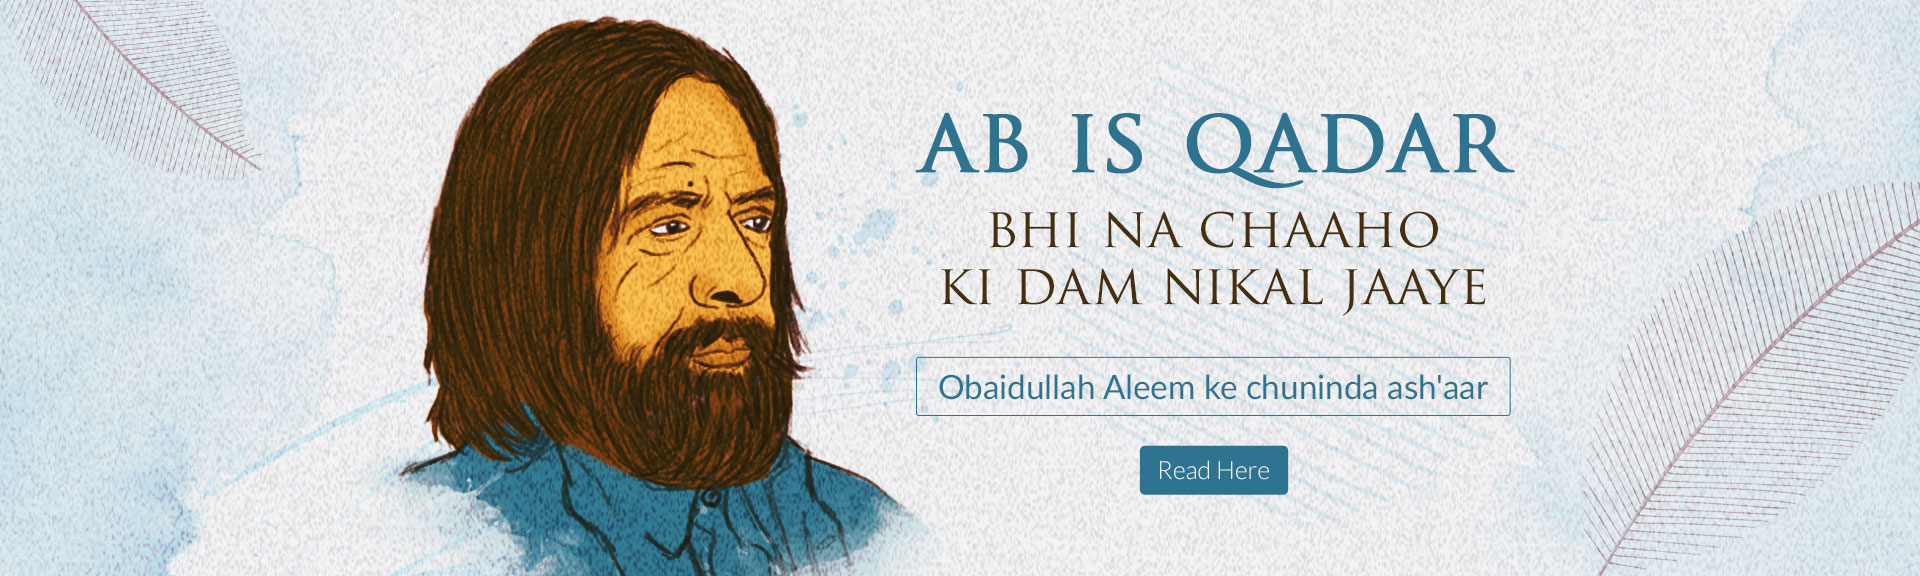 AB IS QADAR
BHI NA CHAAHO
KI DAM NIKAL JAAYE
Obaidullah Aleem ke chuninda ash'aar
Read Here